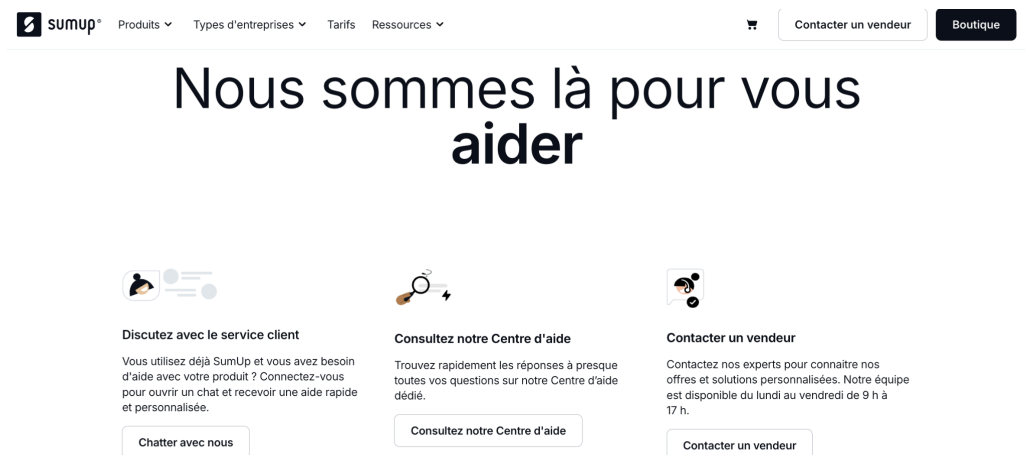 sumup®
Produits
Types d'entreprises
Tarifs
Ressources
Contacter un vendeur
Boutique
Nous sommes là pour vous
aider
Discutez avec le service client
Vous utilisez déjà SumUp et vous avez besoin
d'aide avec votre produit ? Connectez-vous
pour ouvrir un chat et recevoir une aide rapide
et personnalisée.
Chatter avec nous
Consultez notre Centre d'aide
Trouvez rapidement les réponses à presque
toutes vos questions sur notre Centre d’aide
dédié.
Consultez notre Centre d'aide
Contacter un vendeur
Contactez nos experts pour connaitre nos
offres et solutions personnalisées. Notre équipe
est disponible du lundi au vendredi de 9 h à
17 h.
Contacter un vendeur